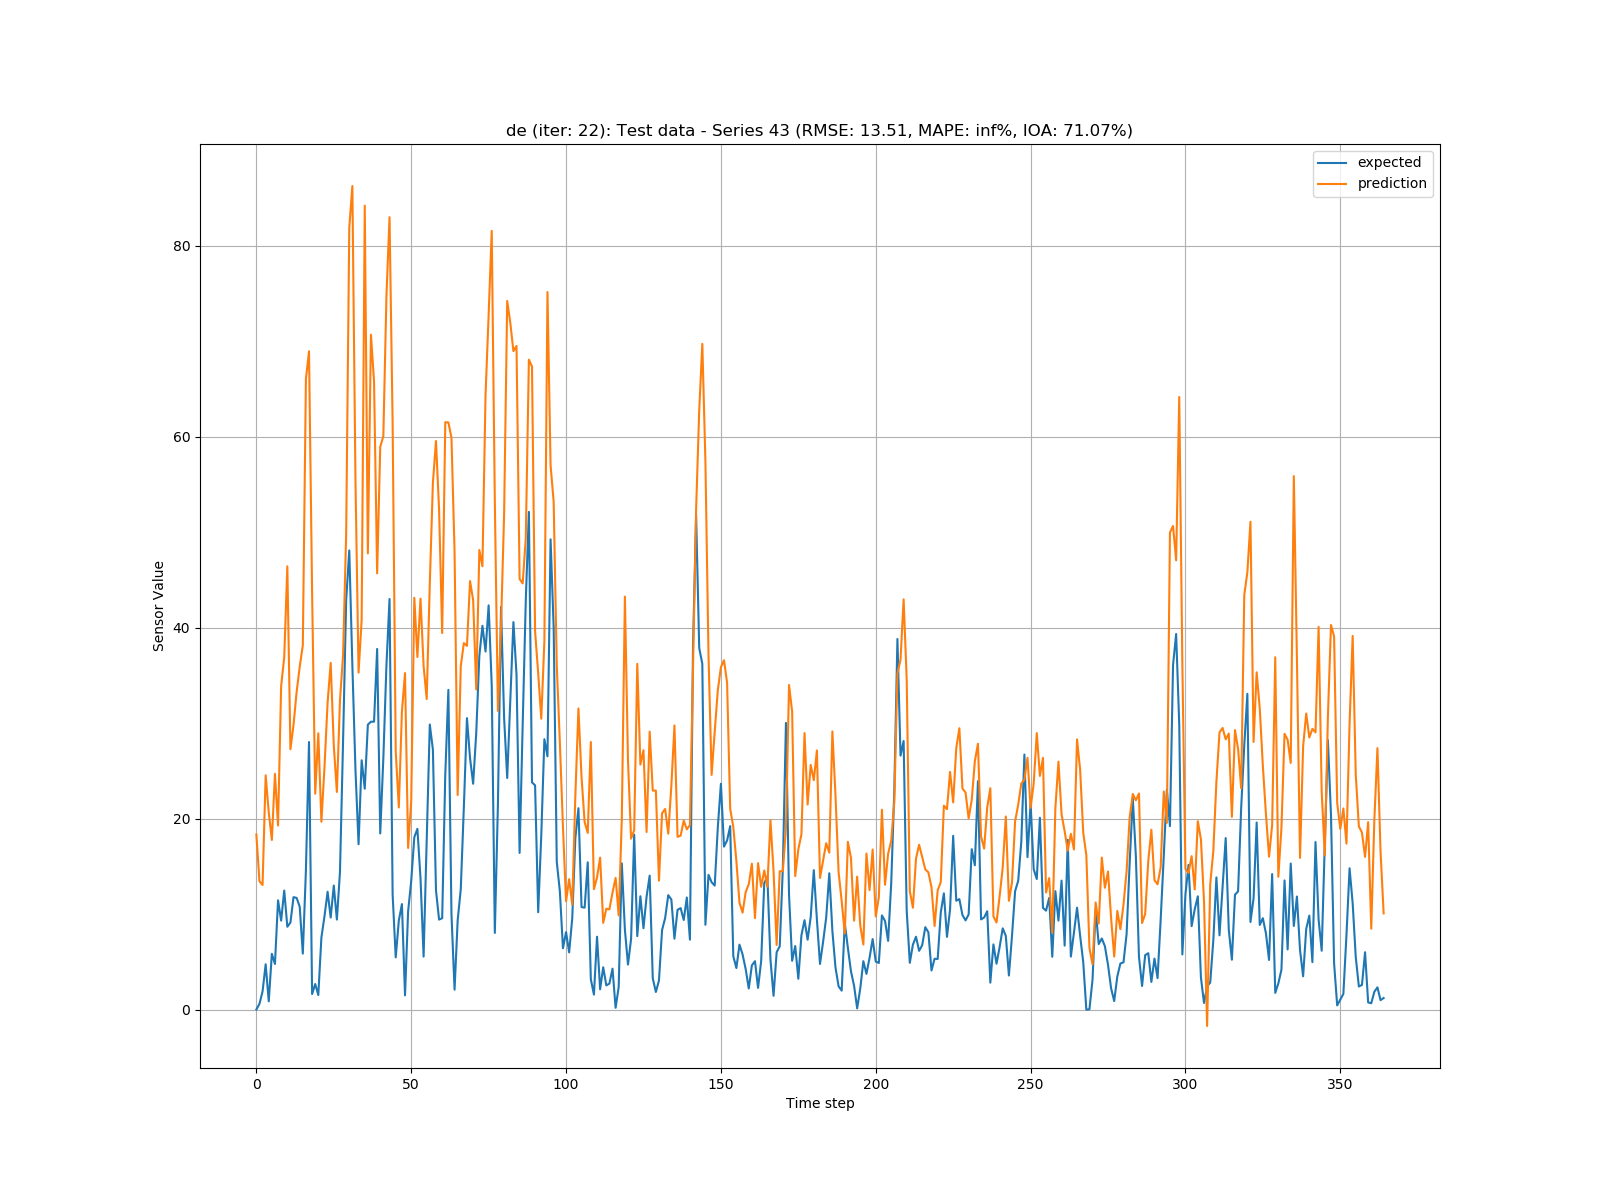 de (iter: 22): Test data - Series 43 (RMSE: 13.51, MAPE: inf%, IOA: 71.07%)
expected
prediction
80
60
40
20
0
Sensor Value
0 50 100 150 200 250 300 350
Time step